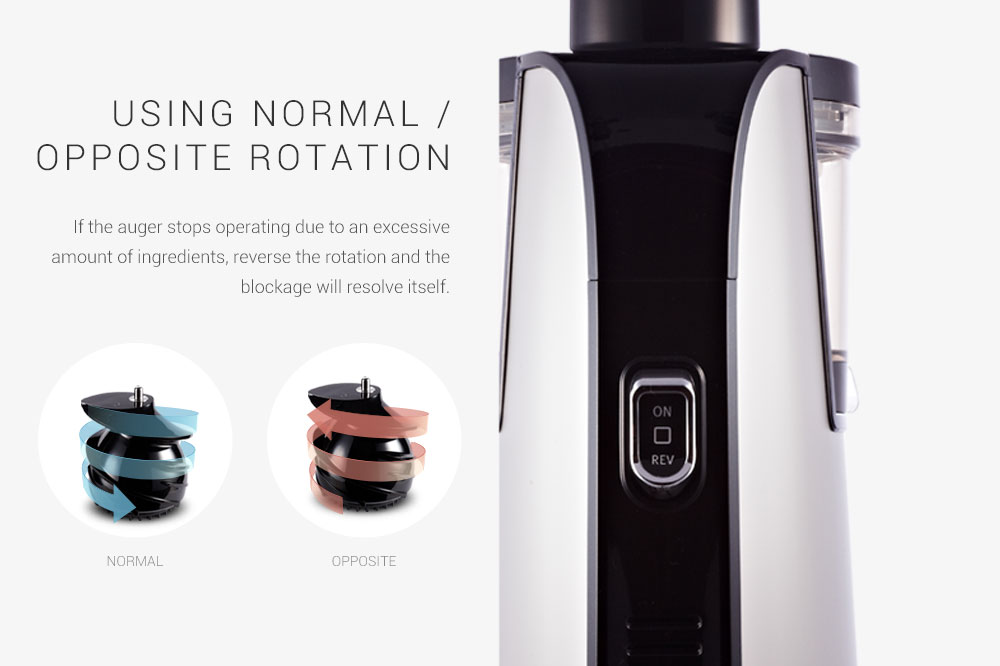 USING NORMAL /
OPPOSITE ROTATION
If the auger stops operating due to an excessive
amount of ingredients, reverse the rotation and the
blockage will resolve itself.
NORMAL
OPPOSITE
ON
REV